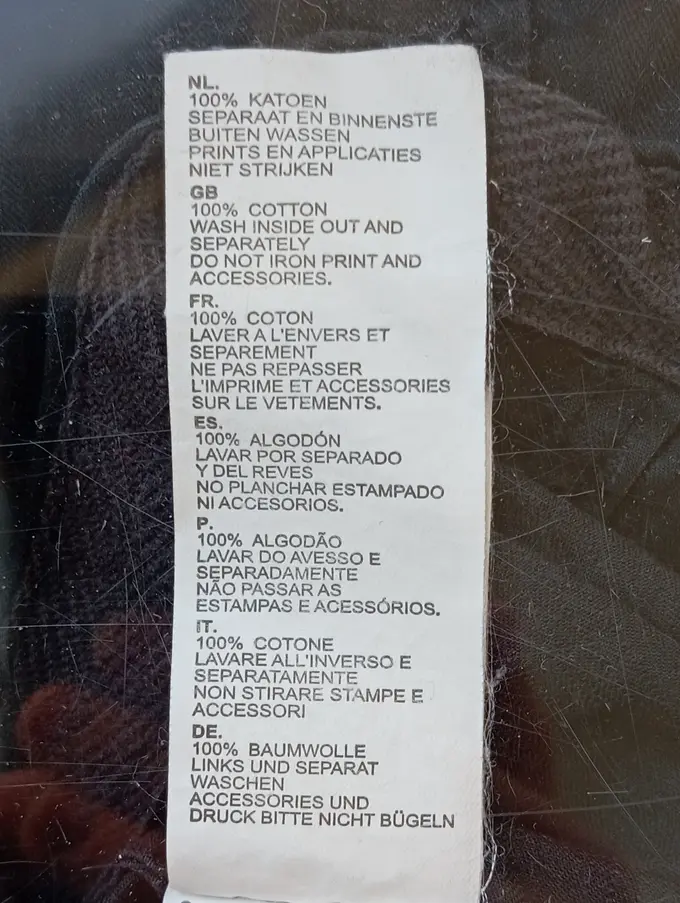 NL.
100% KATOEN
SEPARAAT EN BINNENSTE
BUITEN WASSEN
PRINTS EN APPLICATIES
NIET STRIJKEN
GB
100% COTTON
WASH INSIDE OUT AND
SEPARATELY
DO NOT IRON PRINT AND
ACCESSORIES.
FR.
100% COTON
LAVER A L'ENVERS ET
SEPAREMENT
NE PAS REPASSER
L'IMPRIME ET ACCESSORIES
SUR LE VETEMENTS.
ES.
100% ALGODÓN
LAVAR POR SEPARADO
Y DEL REVES
NO PLANCHAR ESTAMPADO
NI ACCESORIOS.
P.
100% ALGODÃO
LAVAR DO AVESSO E
SEPARADAMENTE
NÃO PASSAR AS
ESTAMPAS E ACESSÓRIOS.
IT.
100% COTONE
LAVARE ALL'INVERSO E
SEPARATAMENTE
NON STIRARE STAMPE E
ACCESSORI
DE.
100% BAUMWOLLE
LINKS UND SEPARAT
WASCHEN
ACCESSORIES UND
DRUCK BITTE NICHT BÜGELN